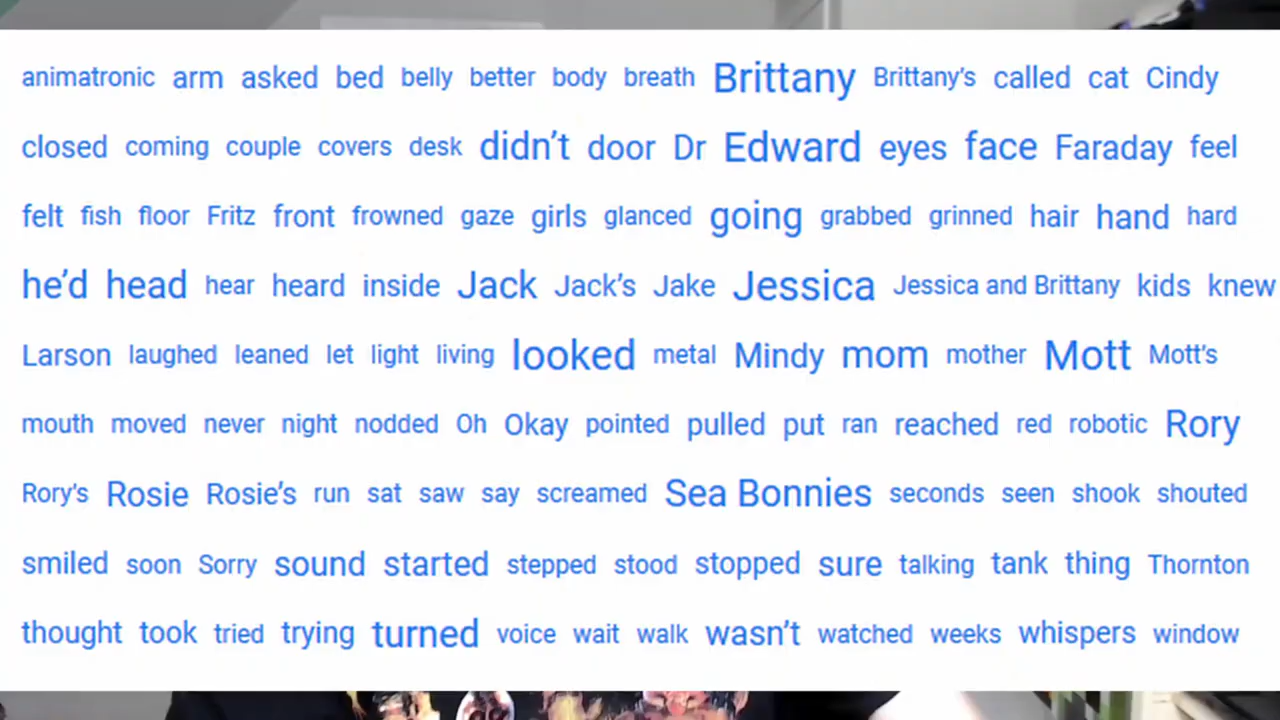 animatronic arm asked bed belly better body breath Brittany Brittany's called cat Cindy
closed coming couple covers desk didn't door Dr Edward eyes face Faraday feel
felt fish floor Fritz front frowned gaze girls glanced going grabbed grinned hair hand hard
he'd head hear heard inside Jack Jack's Jake Jessica Jessica and Brittany kids knew
Larson laughed leaned let light living looked metal Mindy mom mother Mott Mott's
mouth moved never night nodded Oh Okay pointed pulled put ran reached red robotic Rory
Rory's Rosie Rosie's run sat saw say screamed Sea Bonnies seconds seen shook shouted
smiled soon Sorry sound started stepped stood stopped sure talking tank thing Thornton
thought took tried trying turned voice wait walk wasn't watched weeks whispers window